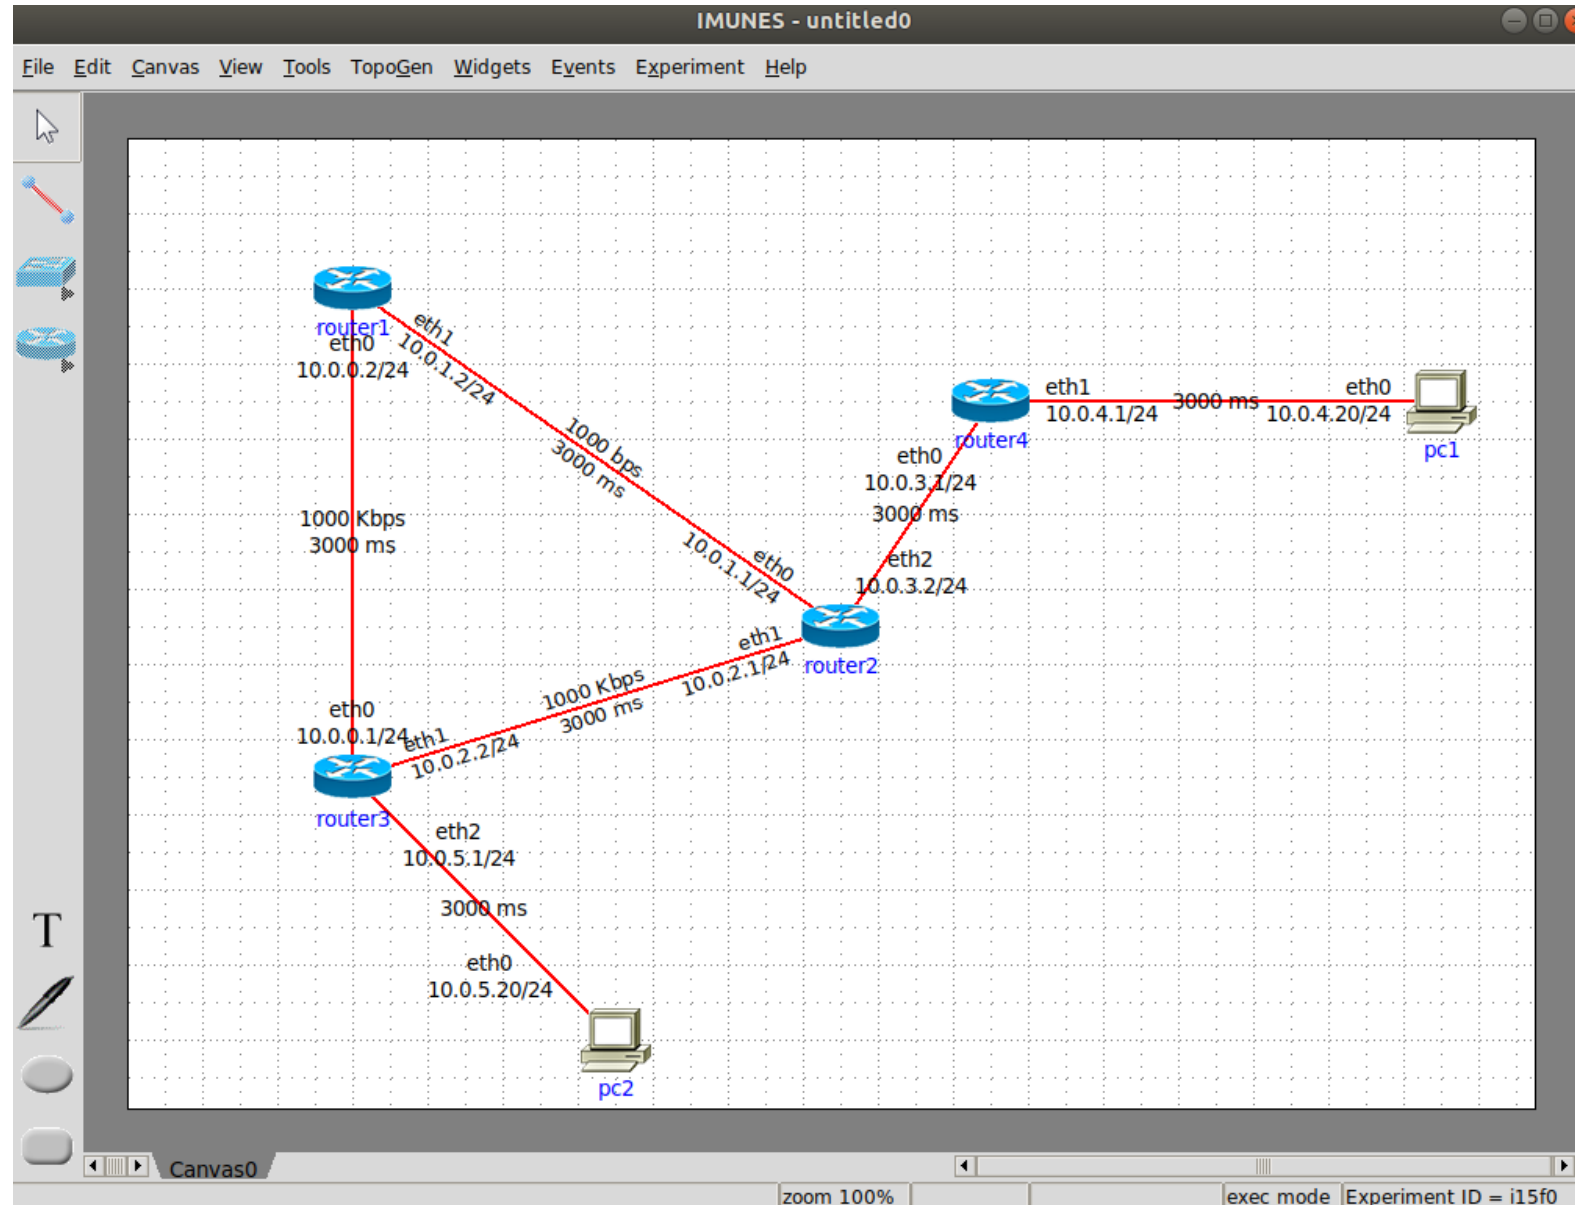 IMUNES - untitled0
File Edit Canvas View Tools TopoGen Widgets Events Experiment Help
router1
eth0
10.0.0.2/24
eth1
10.0.1.2/24
1000 bps
3000 ms
eth0
10.0.1.1/24
router4
eth1
10.0.4.1/24
3000 ms
eth0
10.0.4.20/24
pc1
eth0
10.0.3.1/24
3000 ms
eth2
10.0.3.2/24
router2
1000 Kbps
3000 ms
eth1
10.0.2.1/24
1000 Kbps
3000 ms
eth1
10.0.2.2/24
eth0
10.0.0.1/24
router3
eth2
10.0.5.1/24
3000 ms
eth0
10.0.5.20/24
pc2
T
Canvas0
zoom 100%
exec mode
Experiment ID = i15f0